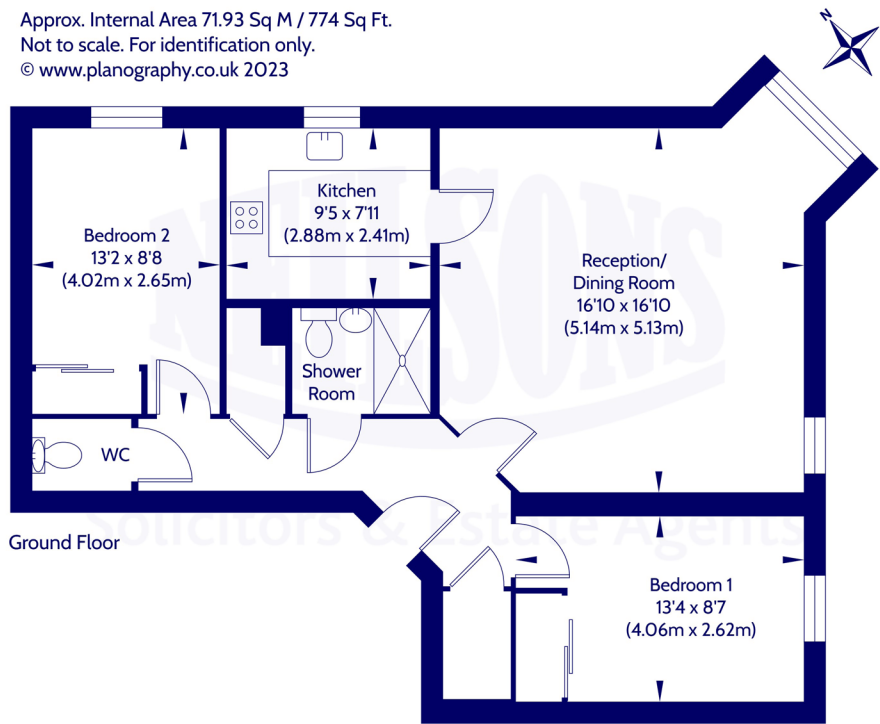 Approx. Internal Area 71.93 Sq M / 774 Sq Ft.
Not to scale. For identification only.
© www.planography.co.uk 2023
N
Kitchen
9'5 x 7'11
(2.88m x 2.41m)
Bedroom 2
13'2 x 8'8
(4.02m x 2.65m)
Reception/
Dining Room
16'10 x 16'10
(5.14m x 5.13m)
Shower
Room
WC
NEILSONS
Solicitors & Estate Agents
Ground Floor
Bedroom 1
13'4 x 8'7
(4.06m x 2.62m)